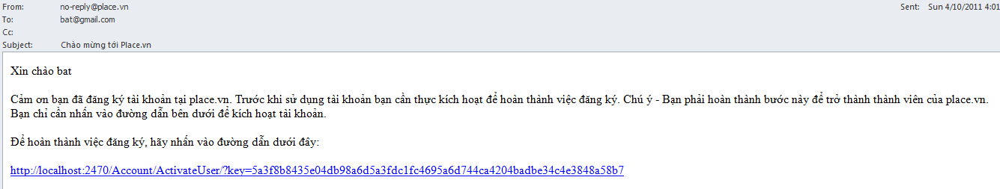 From: no-reply@place.vn Sent: Sun 4/10/2011 4:01
To: bat@gmail.com
Cc:
Subject: Chào mừng tới Place.vn
Xin chào bat
Cảm ơn bạn đã đăng ký tài khoản tại place.vn. Trước khi sử dụng tài khoản bạn cần thực kích hoạt để hoàn thành việc đăng ký. Chú ý - Bạn phải hoàn thành bước này để trở thành thành viên của place.vn.
Bạn chỉ cần nhấn vào đường dẫn bên dưới để kích hoạt tài khoản.
Để hoàn thành việc đăng ký, hãy nhấn vào đường dẫn dưới đây:
http://localhost:2470/Account/ActivateUser/?key=5a3f8b8435e04db98a6d5a3fdc1fc4695a6d744ca4204badbe34c4e3848a58b7